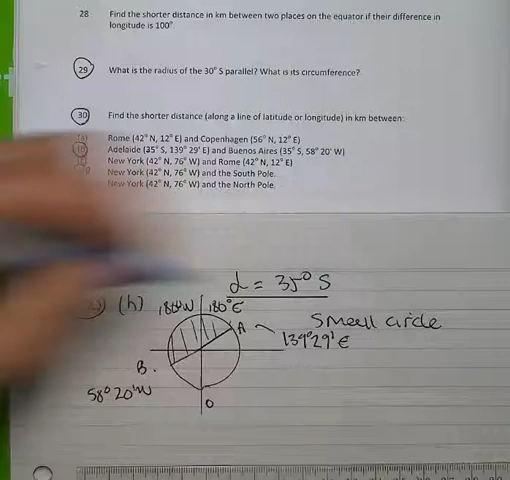 28 Find the shorter distance in km between two places on the equator if their difference in
longitude is 100°.
29 What is the radius of the 30° S parallel? What is its circumference?
30 Find the shorter distance (along a line of latitude or longitude) in km between:
Rome (42° N, 12° E) and Copenhagen (56° N, 12° E)
Adelaide (35° S, 139° 29' E) and Buenos Aires (35° S, 58° 20' W)
New York (42° N, 76° W) and Rome (42° N, 12° E)
New York (42° N, 76° W) and the South Pole.
New York (42° N, 76° W) and the North Pole.
d = 35° S
180°W 180°E
A small circle
139°29'E
B.
58°20'W
0